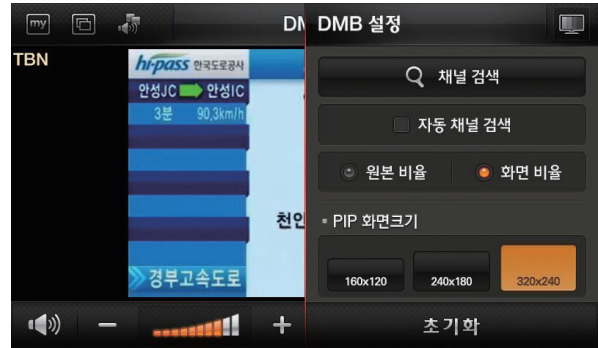 my
DM
DMB 설정
TBN
hi-pass 한국도로공사
안성JC 안성IC
3분 90.3km/h
천인
경부고속도로
채널 검색
자동 채널 검색
원본 비율
화면 비율
PIP 화면크기
160x120
240x180
320x240
초기화